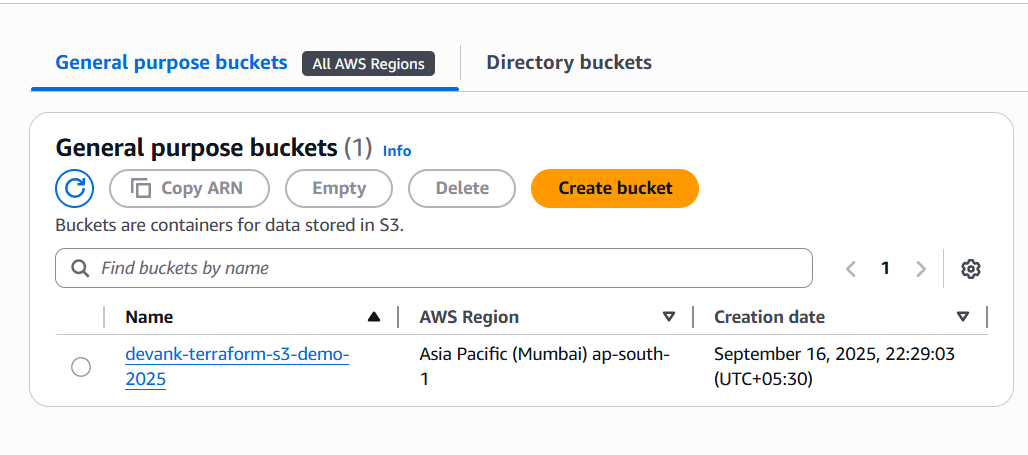 General purpose buckets All AWS Regions Directory buckets
General purpose buckets (1) Info
Copy ARN Empty Delete Create bucket
Buckets are containers for data stored in S3.
Find buckets by name 1
Name AWS Region Creation date
devank-terraform-s3-demo- Asia Pacific (Mumbai) ap-south- September 16, 2025, 22:29:03
2025 1 (UTC+05:30)